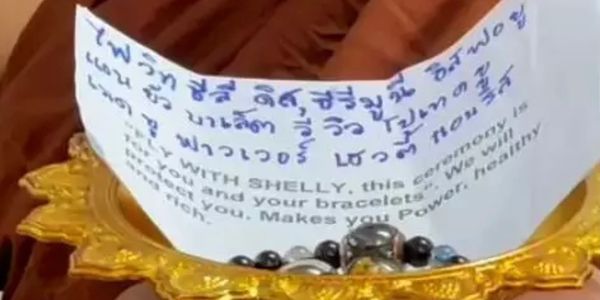 ไฟวิท ชีลี ดิส, ซีรีมูนี่ อิสฟอยู
แอน ยัว บาเล็ต วี วิว โปเทคยู
เมค ยู พาวเวอร์ เฮวตี้ แอน ริส
PLY WITH SHELLY, this ceremony is
for you and your bracelets". We will
protect you. Makes you Power, healthy
and rich.